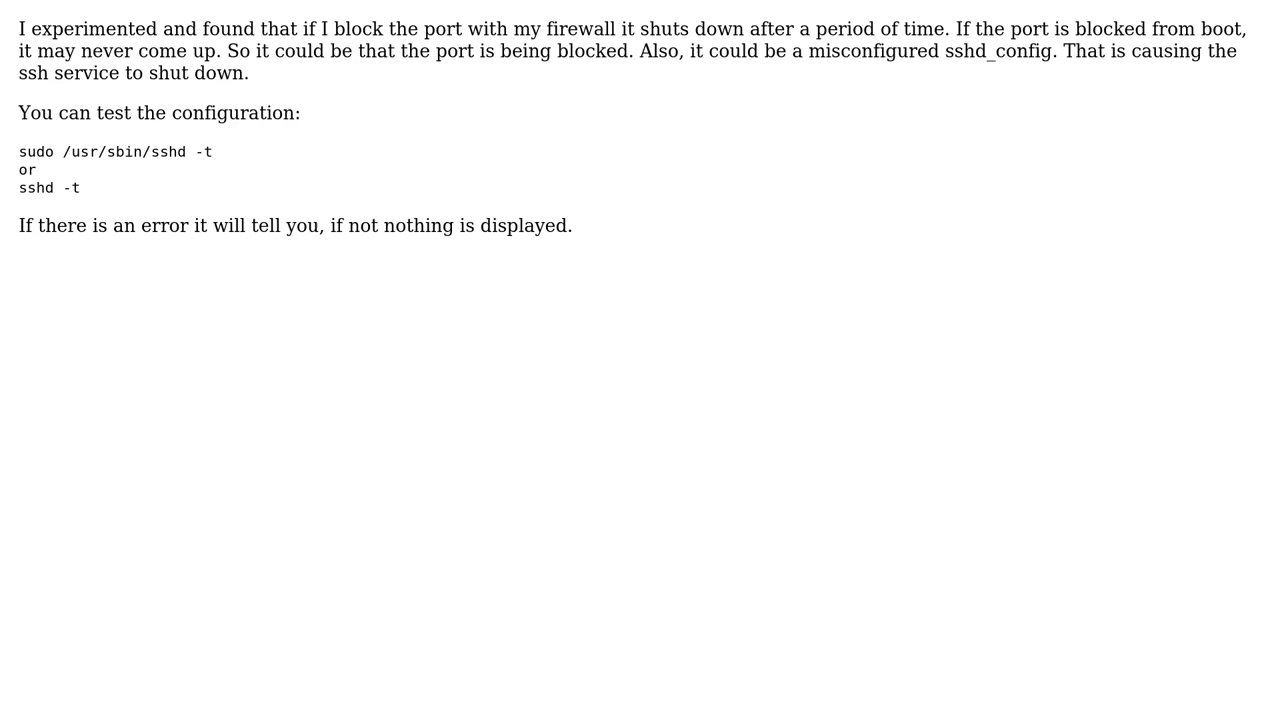 I experimented and found that if I block the port with my firewall it shuts down after a period of time. If the port is blocked from boot,
it may never come up. So it could be that the port is being blocked. Also, it could be a misconfigured sshd_config. That is causing the
ssh service to shut down.
You can test the configuration:
sudo /usr/sbin/sshd -t
or
sshd -t
If there is an error it will tell you, if not nothing is displayed.